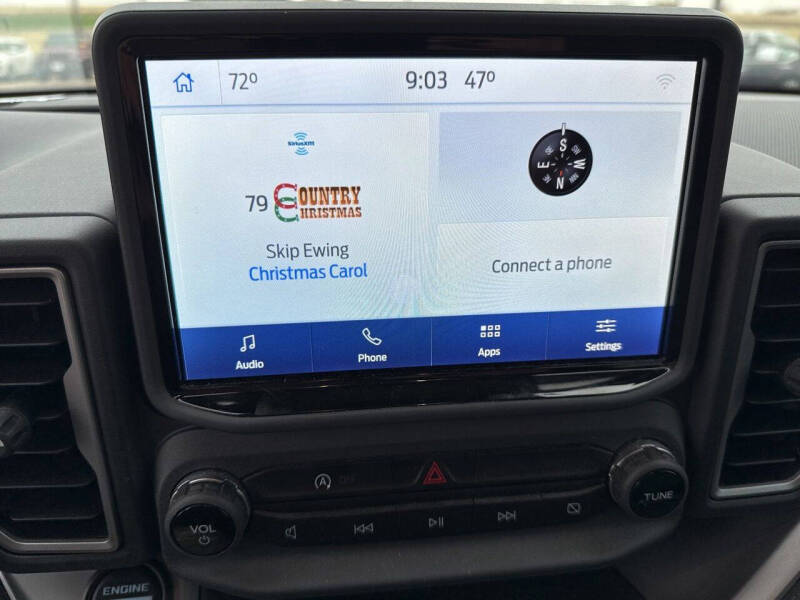 72° 9:03 47°
SiriusXM
79 COUNTRY CHRISTMAS
Skip Ewing
Christmas Carol
S
E W
N
Connect a phone
Audio Phone Apps Settings
A OFF
VOL
TUNE
ENGINE